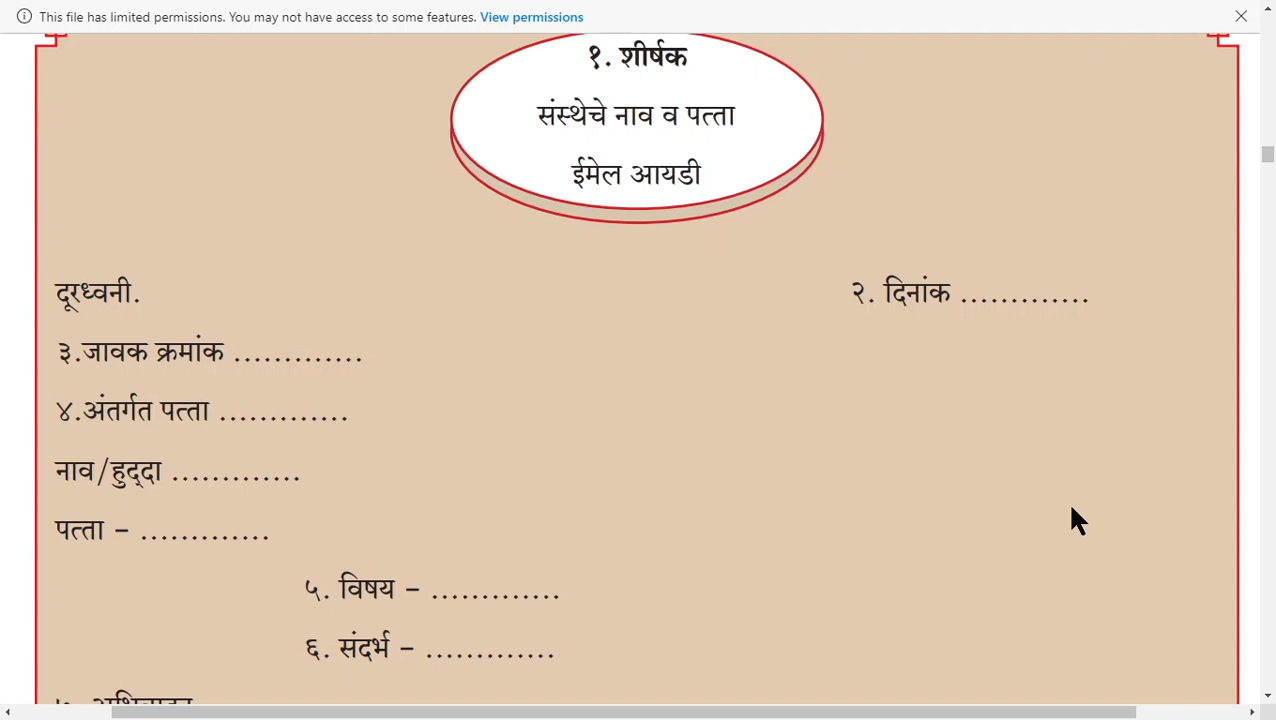 This file has limited permissions. You may not have access to some features. View permissions
१. शीर्षक
संस्थेचे नाव व पत्ता
ईमेल आयडी
दूरध्वनी.
२. दिनांक .............
३.जावक क्रमांक .............
४.अंतर्गत पत्ता .............
नाव/हुद्दा .............
पत्ता – .............
५. विषय – .............
६. संदर्भ – .............